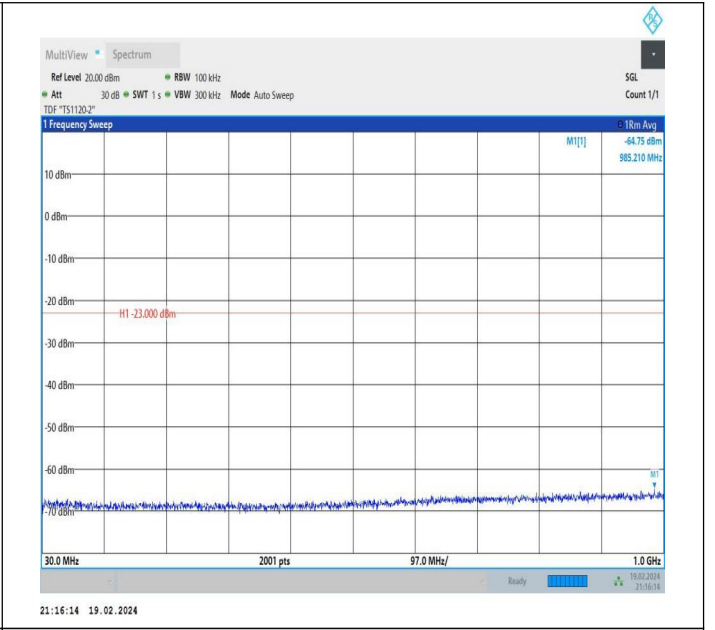 R S
MultiView Spectrum
Ref Level 20.00 dBm RBW 100 kHz SGL
Att 30 dB SWT 1 s VBW 300 kHz Mode Auto Sweep Count 1/1
TDF "TS1120-2"
1 Frequency Sweep 1Rm Avg
M1[1] -64.75 dBm
985.210 MHz
10 dBm
0 dBm
-10 dBm
-20 dBm
H1 -23.000 dBm
-30 dBm
-40 dBm
-50 dBm
-60 dBm
M1
-70 dBm
30.0 MHz 2001 pts 97.0 MHz/ 1.0 GHz
Ready 19.02.2024
21:16:14
21:16:14 19.02.2024